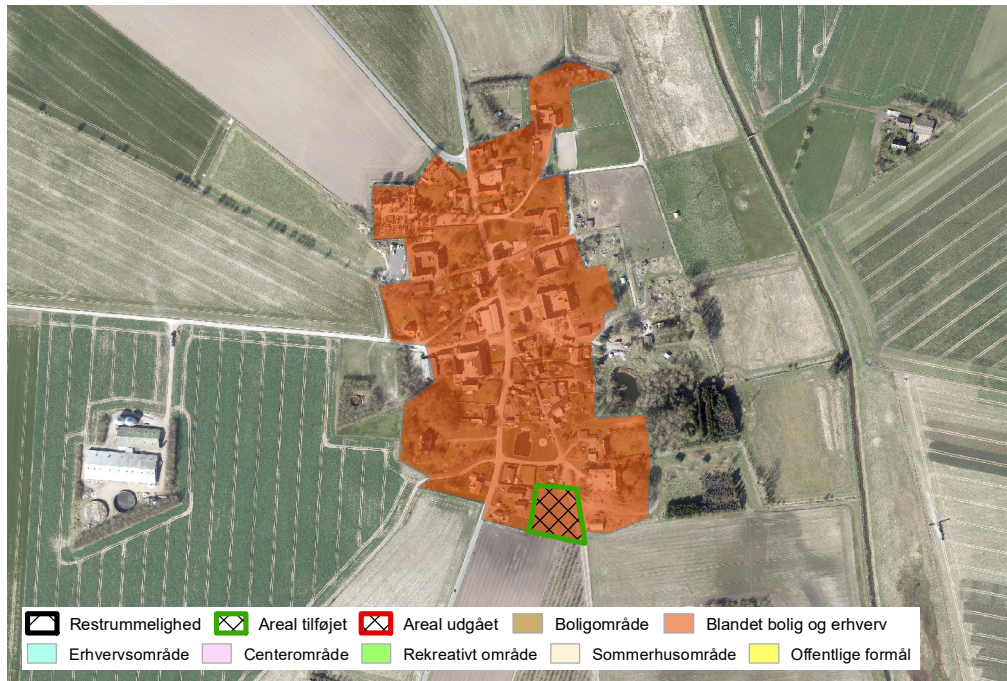 Restrummelighed Areal tilføjet Areal udgået Boligområde Blandet bolig og erhverv
Erhvervsområde Centerområde Rekreativt område Sommerhusområde Offentlige formål